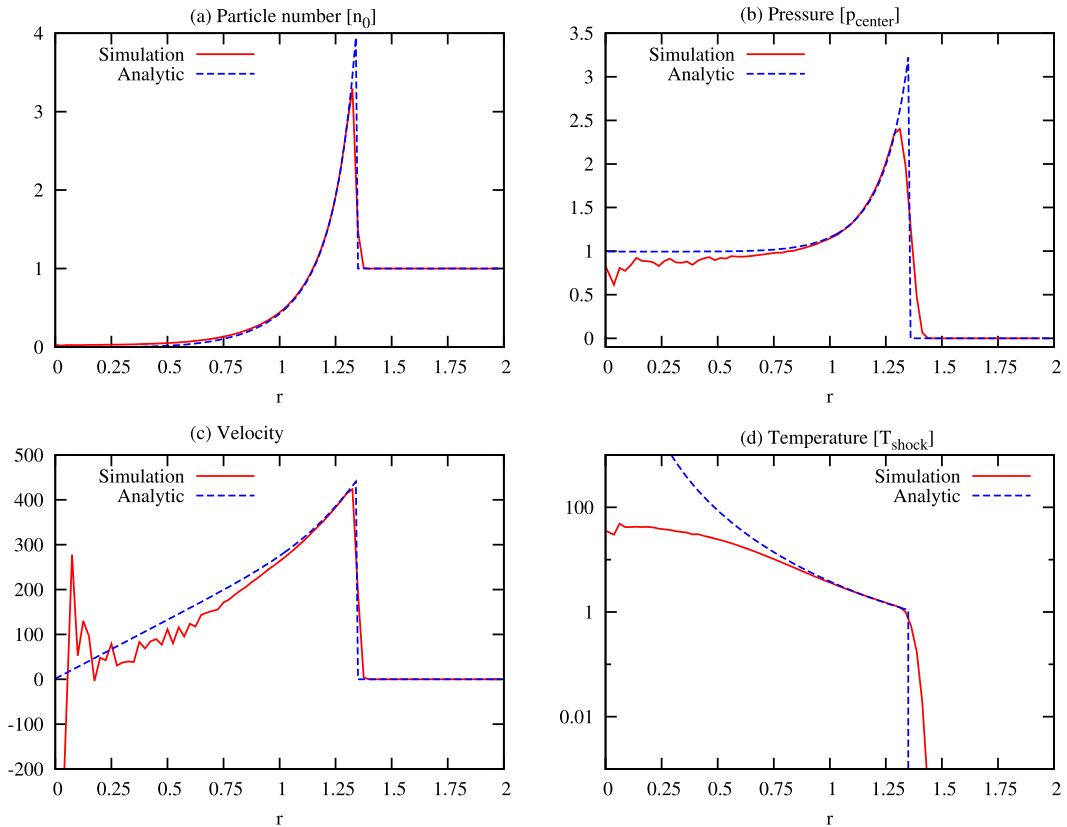 (a) Particle number [n0]
4
3
2
1
0
Simulation
Analytic
0 0.25 0.5 0.75 1 1.25 1.5 1.75 2
r
(b) Pressure [pcenter]
3.5
3
2.5
2
1.5
1
0.5
0
Simulation
Analytic
0 0.25 0.5 0.75 1 1.25 1.5 1.75 2
r
(c) Velocity
500
400
300
200
100
0
-100
-200
Simulation
Analytic
0 0.25 0.5 0.75 1 1.25 1.5 1.75 2
r
(d) Temperature [Tshock]
100
1
0.01
Simulation
Analytic
0 0.25 0.5 0.75 1 1.25 1.5 1.75 2
r